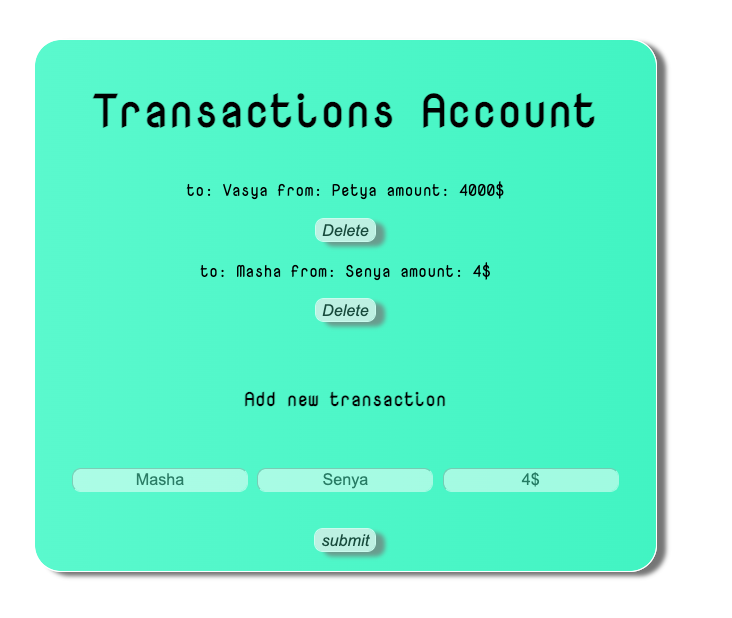 Transactions Account
to: Vasya from: Petya amount: 4000$
Delete
to: Masha from: Senya amount: 4$
Delete
Add new transaction
Masha Senya 4$
submit